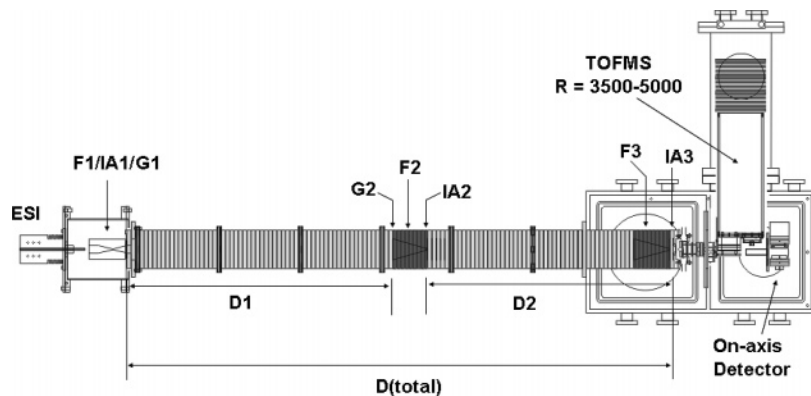 TOFMS
R = 3500-5000
F1/IA1/G1
F2
F3
IA3
G2
IA2
ESI
D1
D2
On-axis
Detector
D(total)